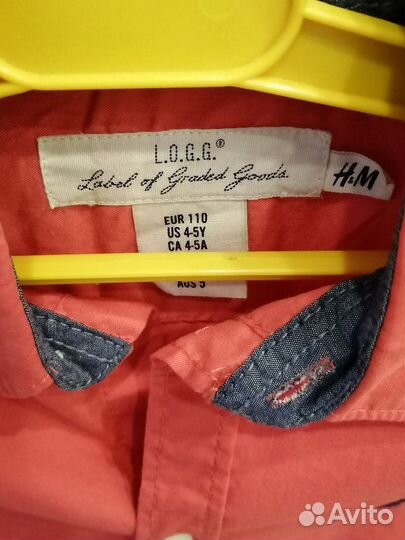 L.O.G.G.®
Label of Graded Goods
H&M
EUR 110
US 4-5Y
CA 4-5A
AUS 5
Avito